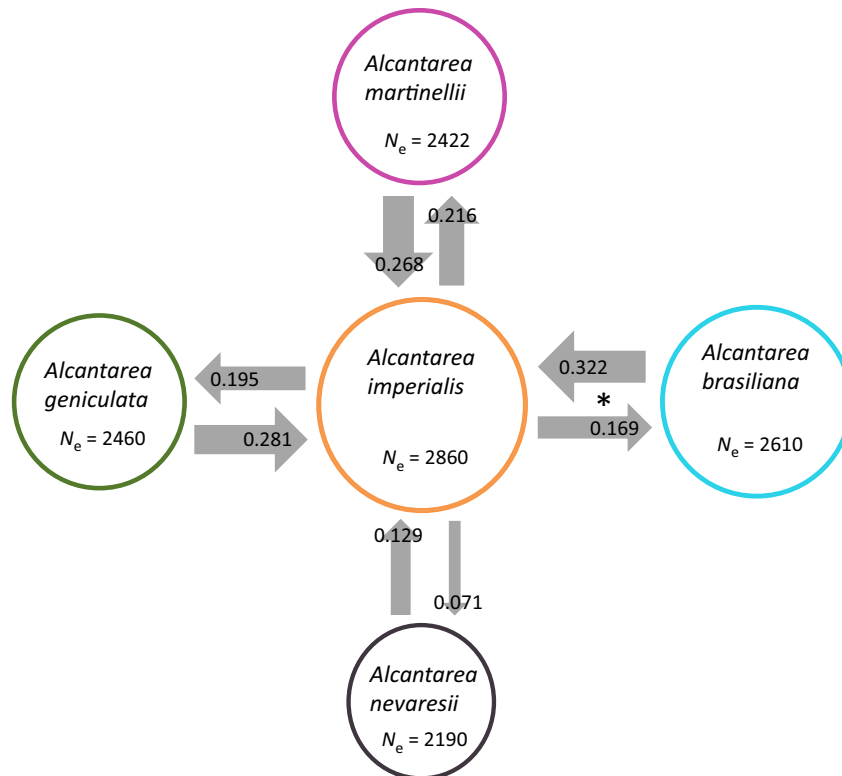 Alcantarea
martinellii
Ne = 2422
0.216
0.268
Alcantarea
geniculata
Ne = 2460
0.195
0.281
Alcantarea
imperialis
Ne = 2860
0.322
*
0.169
Alcantarea
brasiliana
Ne = 2610
0.129
0.071
Alcantarea
nevaresii
Ne = 2190